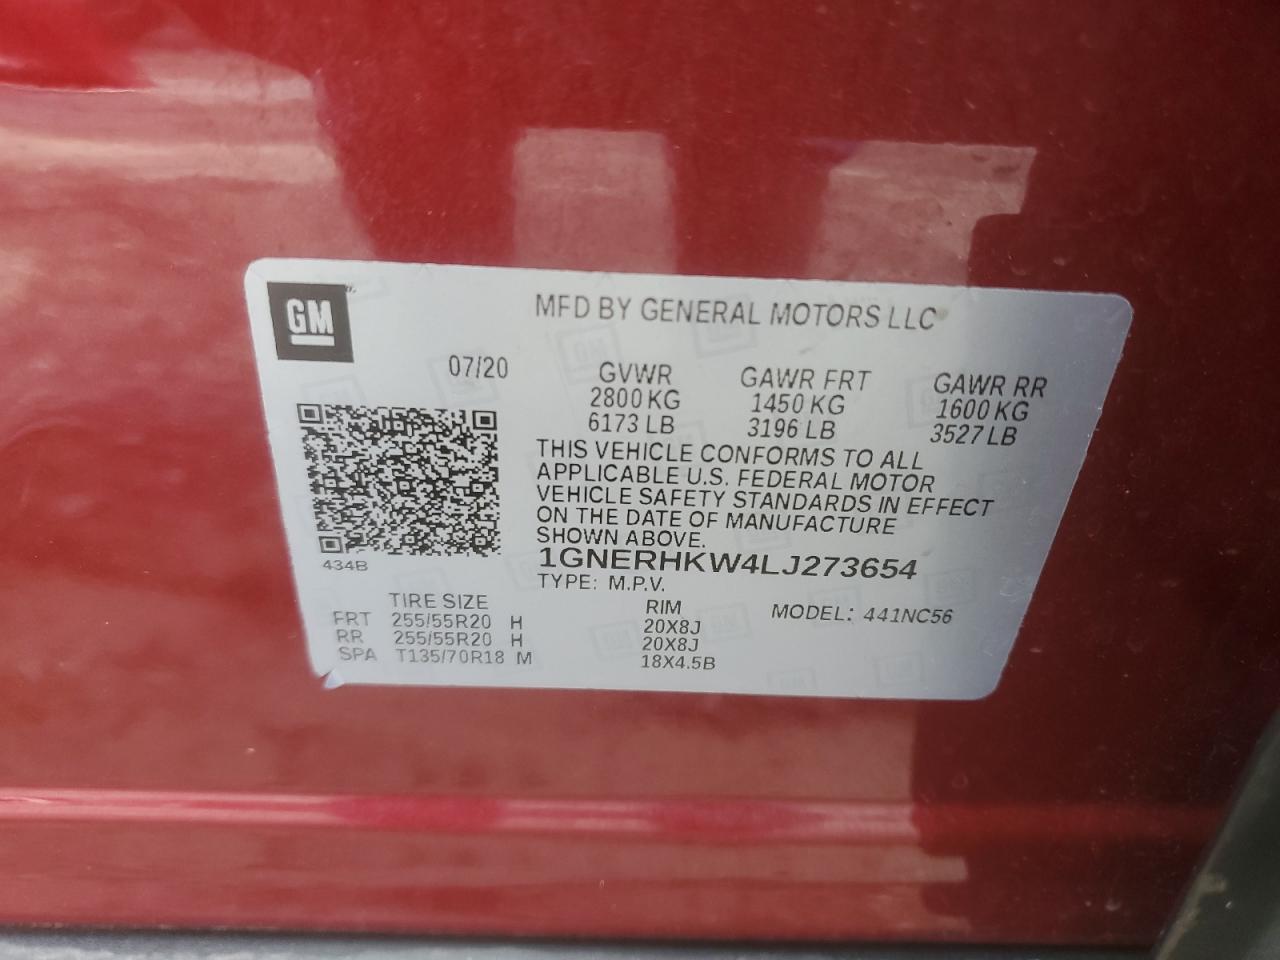 GM
MFD BY GENERAL MOTORS LLC
07/20
GVWR GAWR FRT GAWR RR
2800 KG 1450 KG 1600 KG
6173 LB 3196 LB 3527 LB
THIS VEHICLE CONFORMS TO ALL
APPLICABLE U.S. FEDERAL MOTOR
VEHICLE SAFETY STANDARDS IN EFFECT
ON THE DATE OF MANUFACTURE
SHOWN ABOVE.
434B
1GNERHKW4LJ273654
TYPE: M.P.V.
TIRE SIZE RIM MODEL: 441NC56
FRT 255/55R20 H 20X8J
RR 255/55R20 H 20X8J
SPA T135/70R18 M 18X4.5B